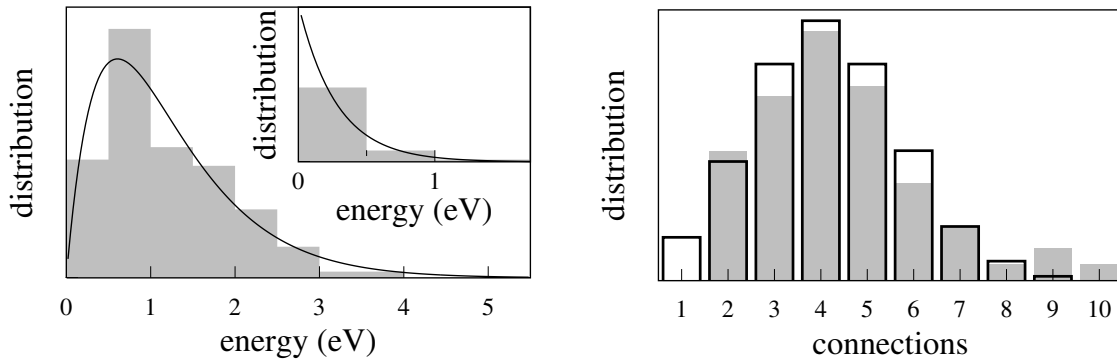 distribution
distribution
0
1
energy (eV)
0 1 2 3 4 5
energy (eV)
distribution
1 2 3 4 5 6 7 8 9 10
connections